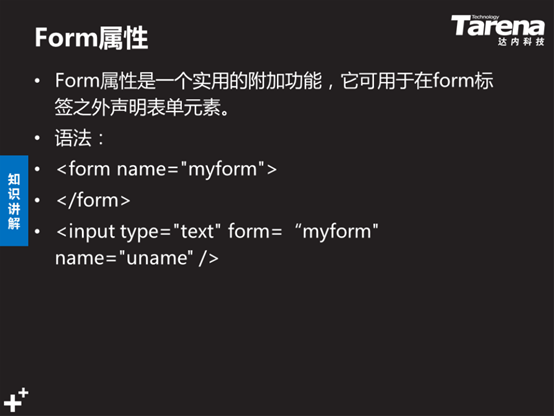 Form属性
Technology
Tarena
达内科技
• Form属性是一个实用的附加功能，它可用于在form标
签之外声明表单元素。
• 语法：
• <form name="myform">
• </form>
• <input type="text" form=“myform"
name="uname" />
知识讲解